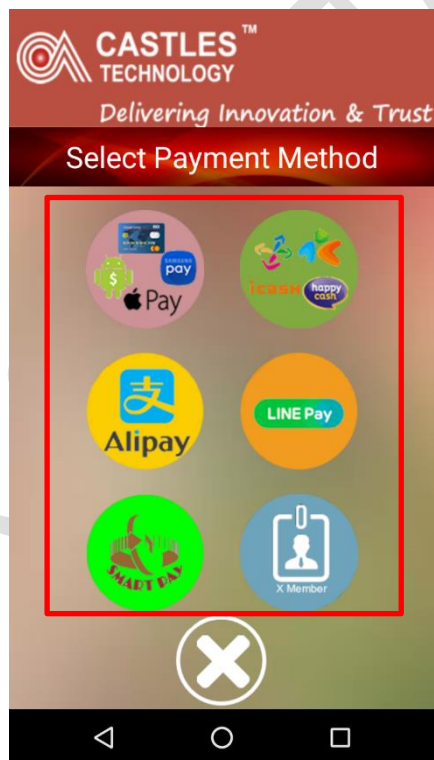 CASTLES™
TECHNOLOGY
Delivering Innovation & Trust
Select Payment Method
SAMSUNG
pay
$
Pay
icash
happy
cash
支
Alipay
LINE Pay
SMART PAY
X Member